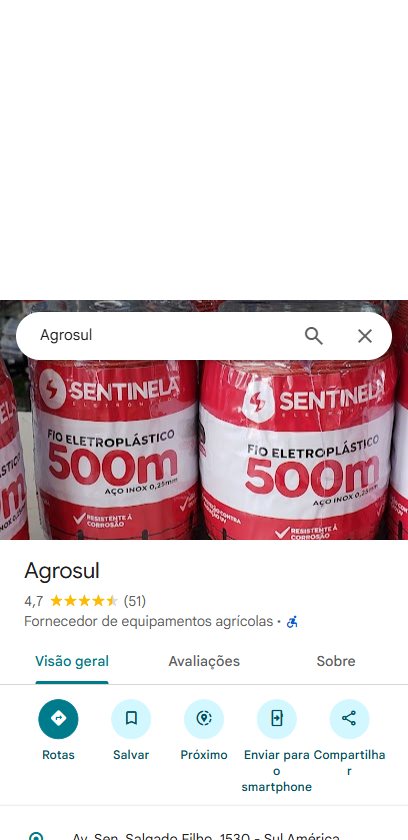 Agrosul
SENTINELA
ELETRÔNICOS
FIO ELETROPLÁSTICO
500m
AÇO INOX 0,25mm
RESISTENTE À
CORROSÃO
SENTINELA
FIO ELETROPLÁSTICO
500m
AÇO INOX 0,25mm
RESISTENTE À
CORROSÃO
Agrosul
4,7 (51)
Fornecedor de equipamentos agrícolas ·
Visão geral Avaliações Sobre
Rotas Salvar Próximo Enviar para o smartphone Compartilhar
Av. Sen. Salgado Filho, 1530 - Sul América